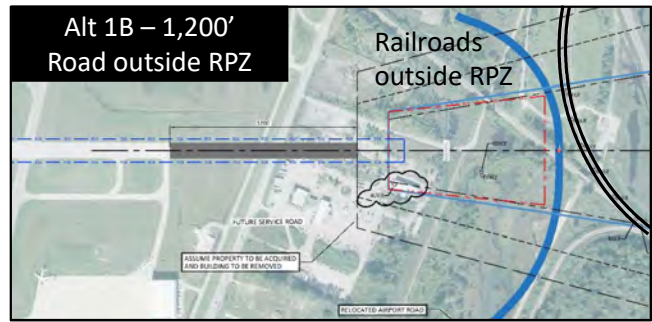 Alt 1B – 1,200'
Road outside RPZ
Railroads
outside RPZ
FUTURE SERVICE ROAD
ASSUME PROPERTY TO BE ACQUIRED
AND BUILDING TO BE REMOVED
RELOCATED AIRPORT ROAD